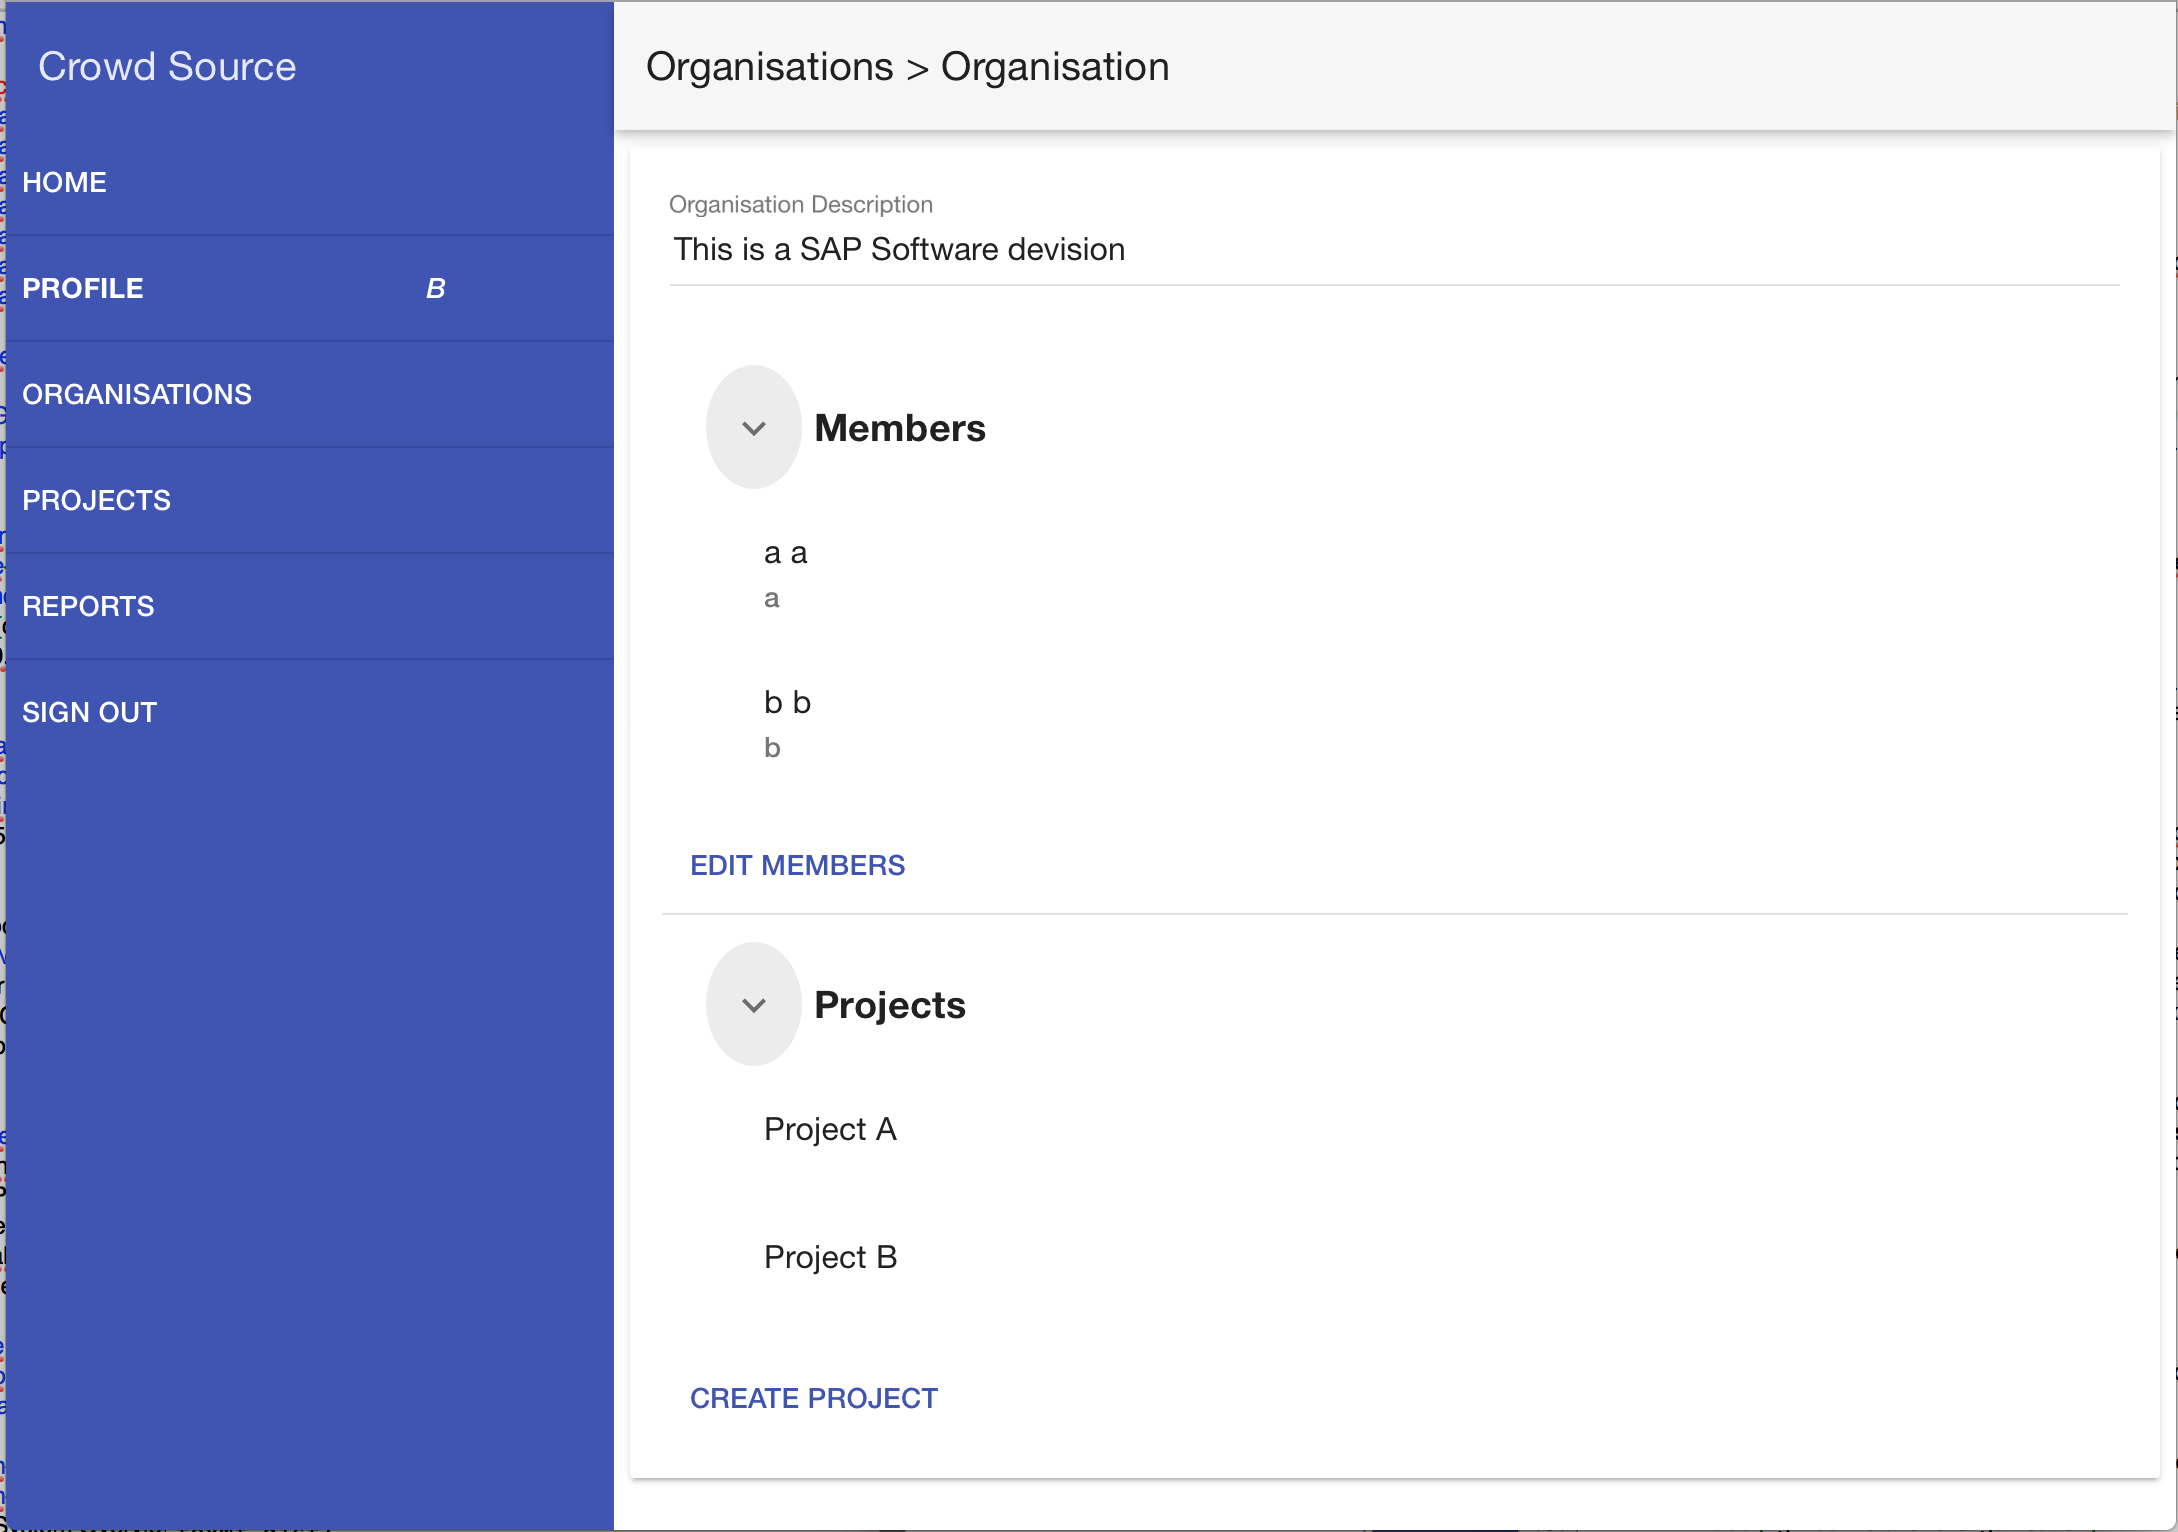 Crowd Source
HOME
PROFILE B
ORGANISATIONS
PROJECTS
REPORTS
SIGN OUT
Organisations > Organisation
Organisation Description
This is a SAP Software devision
Members
a a
a
b b
b
EDIT MEMBERS
Projects
Project A
Project B
CREATE PROJECT